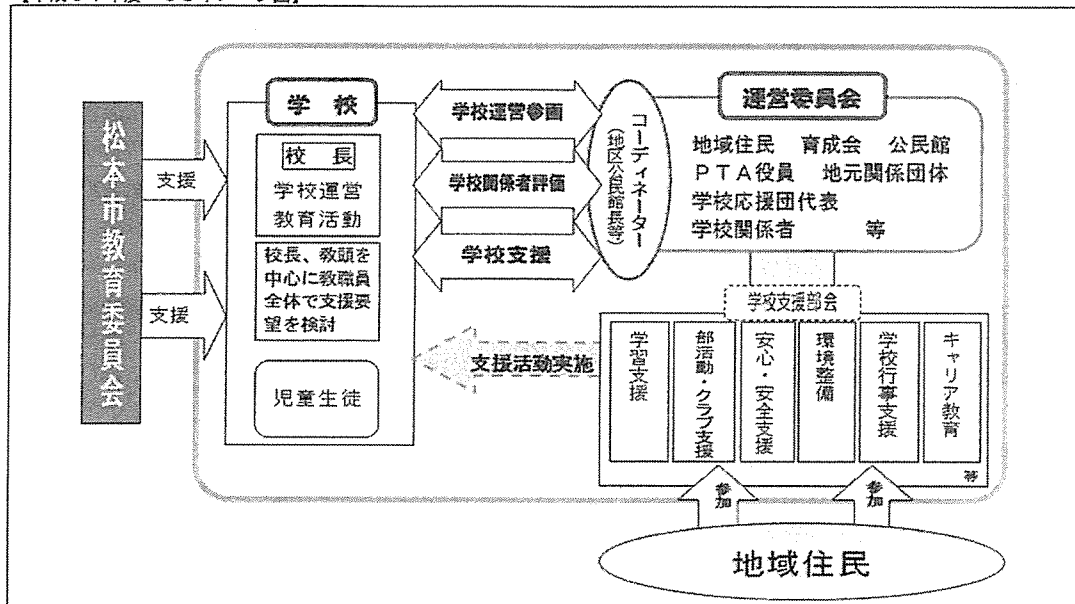 松本市教育委員会
支援
支援
学校
校長
学校運営
教育活動
校長、教頭を
中心に教職員
全体で支援要
望を検討
児童生徒
学校運営参画
学校関係者評価
学校支援
コーディネーター
(地区公民館長等)
運営委員会
地域住民 育成会 公民館
PTA役員 地元関係団体
学校応援団代表
学校関係者 等
学校支援部会
支援活動実施
学習支援
部活動・クラブ支援
安心・安全支援
環境整備
学校行事支援
キャリア教育
等
参加
参加
地域住民